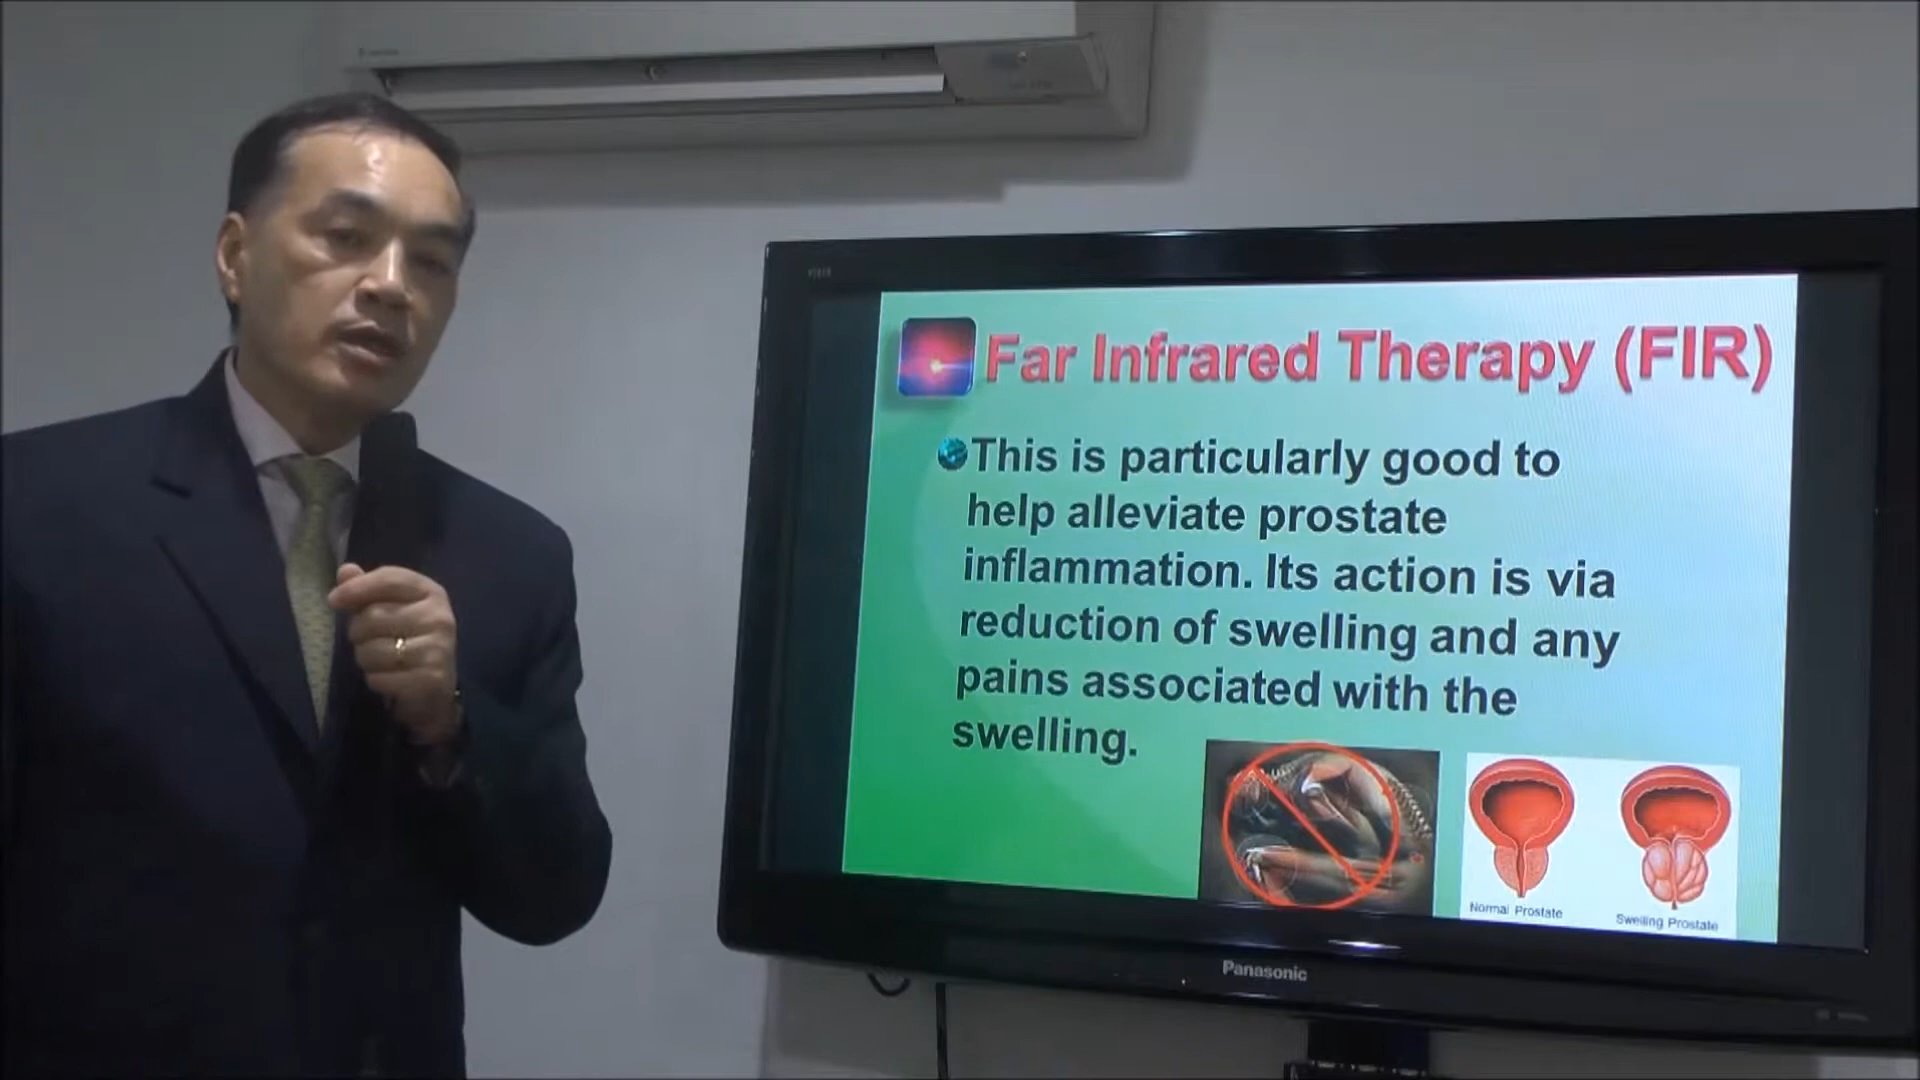 VIERA
Far Infrared Therapy (FIR)
This is particularly good to
help alleviate prostate
inflammation. Its action is via
reduction of swelling and any
pains associated with the
swelling.
Normal Prostate
Swelling Prostate
Panasonic